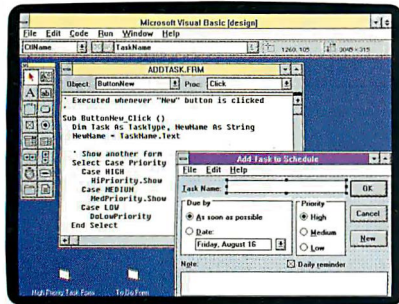 Microsoft Visual Basic [design]
File Edit Code Run Window Help
CtlName TaskName 1260, 105 3045 × 315
ADDTASK.FRM
Object: ButtonNew Proc: Click
' Executed whenever "New" button is clicked
'
Sub ButtonNew_Click ()
Dim Task As TaskType, NewName As String
NewName = TaskName.Text
' Show another form
Select Case Priority
Case HIGH
HiPriority.Show
Case MEDIUM
MedPriority.Show
Case LOW
DoLowPriority
End Select
Add Task to Schedule
File Edit Help
Task Name: OK
Due by Priority
As soon as possible High Cancel
Date: Medium
Friday, August 16 Low New
Note: Daily reminder
High Priority Task Form To Do Form